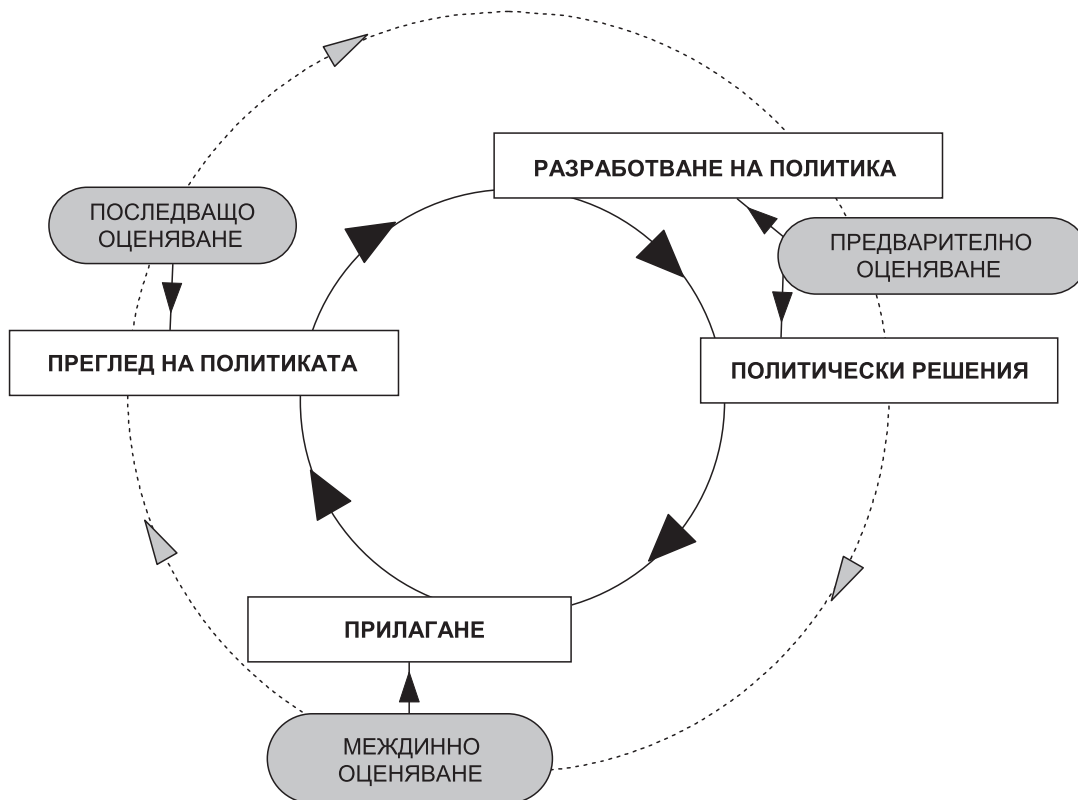 РАЗРАБОТВАНЕ НА ПОЛИТИКА
ПОСЛЕДВАЩО
ОЦЕНЯВАНЕ
ПРЕДВАРИТЕЛНО
ОЦЕНЯВАНЕ
ПРЕГЛЕД НА ПОЛИТИКАТА
ПОЛИТИЧЕСКИ РЕШЕНИЯ
ПРИЛАГАНЕ
МЕЖДИННО
ОЦЕНЯВАНЕ